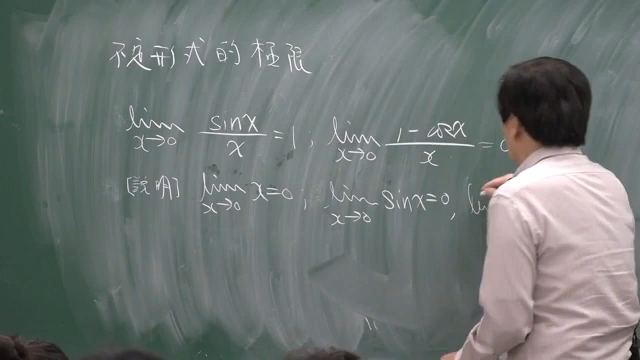 不定形式的極限
lim x→0 sinx/x = 1 , lim x→0 1-cosx/x = 0
[說明] lim x→0 x=0 , lim x→0 sinx=0,